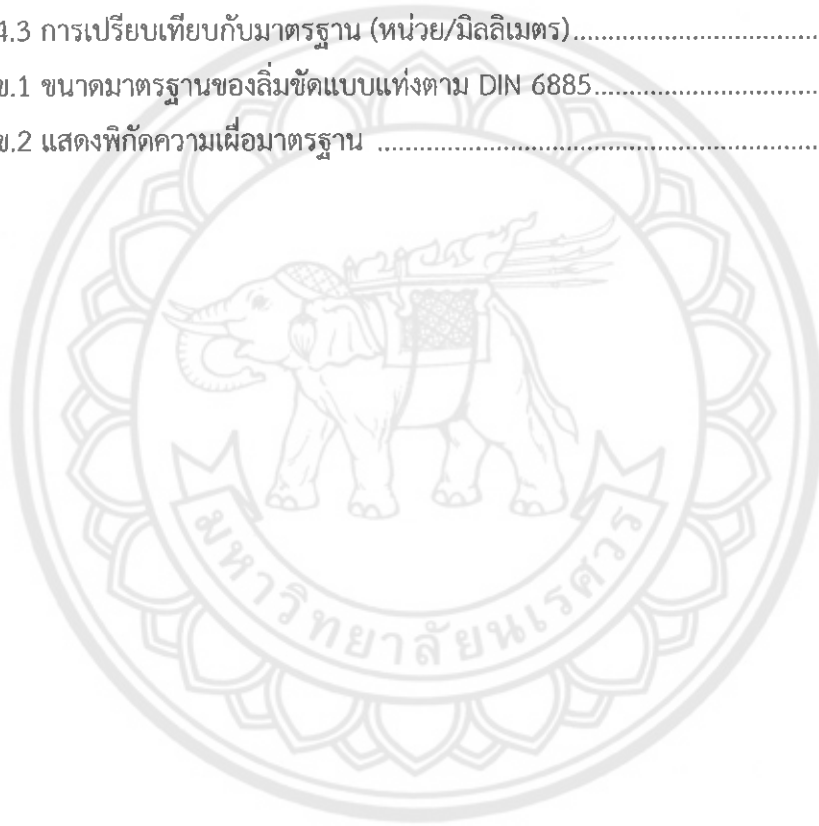 4.3 การเปรียบเทียบกับมาตรฐาน (หน่วย/มิลลิเมตร)................................
ข.1 ขนาดมาตรฐานของลิ่มขัดแบบแท่งตาม DIN 6885.............................
ข.2 แสดงพิกัดความเผื่อมาตรฐาน .........................................................
มหาวิทยาลัยนเรศวร